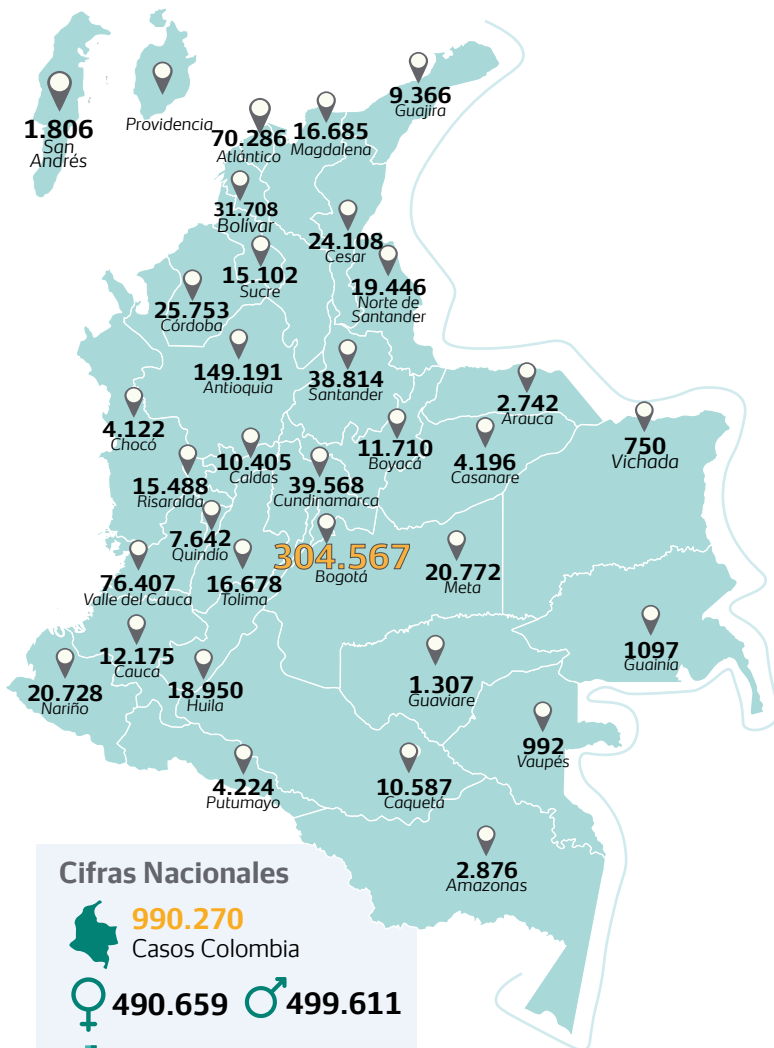 1.806
San
Andrés
Providencia
9.366
Guajira
70.286
Atlántico
16.685
Magdalena
31.708
Bolívar
24.108
Cesar
15.102
Sucre
19.446
Norte de
Santander
25.753
Córdoba
149.191
Antioquia
38.814
Santander
2.742
Arauca
4.122
Chocó
10.405
Caldas
11.710
Boyacá
4.196
Casanare
750
Vichada
15.488
Risaralda
39.568
Cundinamarca
7.642
Quindío
304.567
Bogotá
76.407
Valle del Cauca
16.678
Tolima
20.772
Meta
12.175
Cauca
1097
Guainía
20.728
Nariño
18.950
Huila
1.307
Guaviare
992
Vaupés
4.224
Putumayo
10.587
Caquetá
2.876
Amazonas
Cifras Nacionales
990.270
Casos Colombia
490.659 499.611